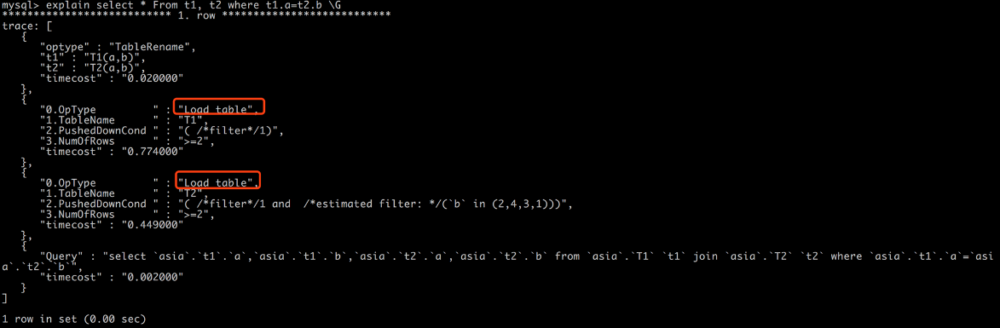 mysql> explain select * From t1, t2 where t1.a=t2.b \G
*************************** 1. row ***************************
trace: [
   {
      "optype" : "TableRename",
      "t1" : "T1(a,b)",
      "t2" : "T2(a,b)",
      "timecost" : "0.020000"
   },
   {
      "0.OpType         " : "Load table",
      "1.TableName      " : "T1",
      "2.PushedDownCond " : "( /*filter*/1)",
      "3.NumOfRows      " : ">=2",
      "timecost" : "0.774000"
   },
   {
      "0.OpType         " : "Load table",
      "1.TableName      " : "T2",
      "2.PushedDownCond " : "( /*filter*/1 and  /*estimated filter: */(`b` in (2,4,3,1)))",
      "3.NumOfRows      " : ">=2",
      "timecost" : "0.449000"
   },
   {
      "Query" : "select `asia`.`t1`.`a`,`asia`.`t1`.`b`,`asia`.`t2`.`a`,`asia`.`t2`.`b` from `asia`.`T1` `t1` join `asia`.`T2` `t2` where `asia`.`t1`.`a`=`asi
a`.`t2`.`b`",
      "timecost" : "0.002000"
   }
]
1 row in set (0.00 sec)